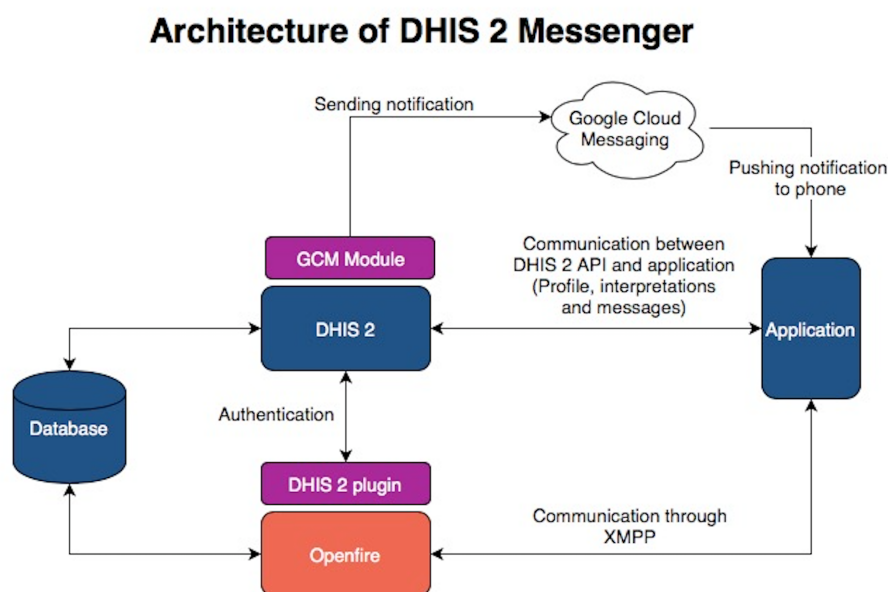 Architecture of DHIS 2 Messenger
Sending notification
Google Cloud
Messaging
Pushing notification
to phone
GCM Module
Communication between
DHIS 2 API and application
(Profile, interpretations
and messages)
DHIS 2
Application
Database
Authentication
DHIS 2 plugin
Communication through
XMPP
Openfire